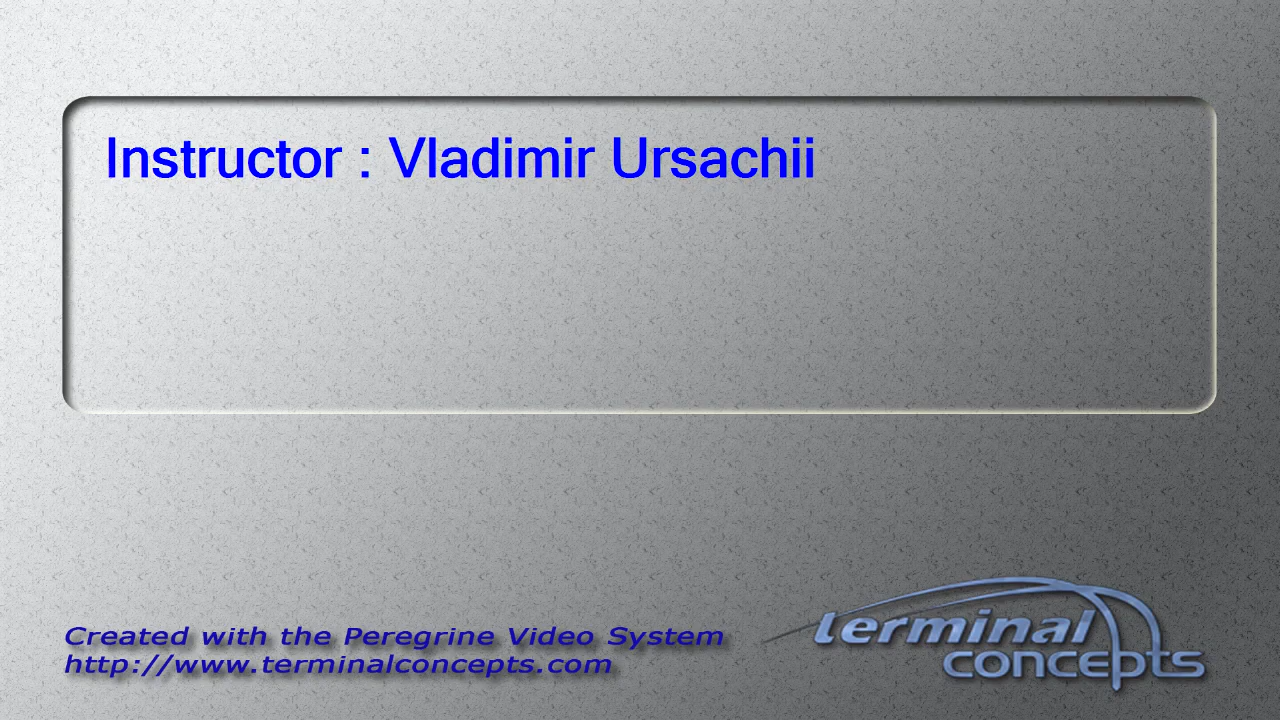 Instructor : Vladimir Ursachii
Created with the Peregrine Video System
http://www.terminalconcepts.com
terminal
concepts